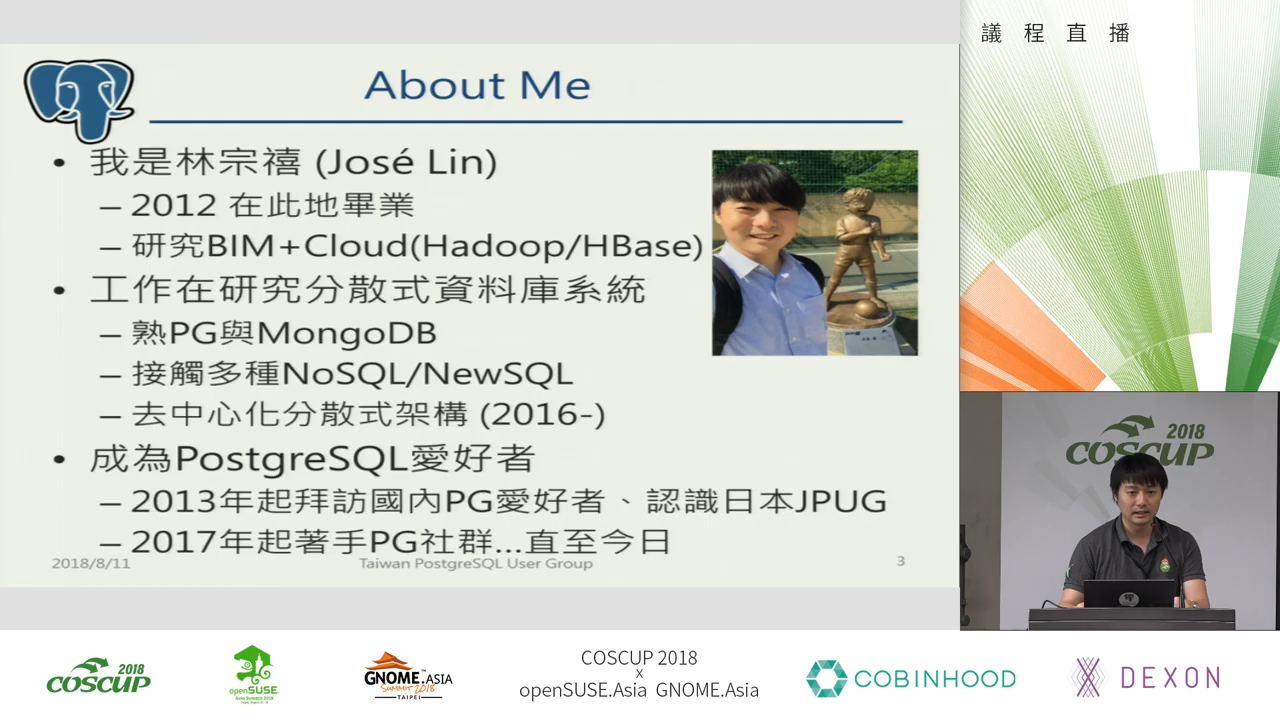 議程直播
About Me
• 我是林宗禧 (José Lin)
– 2012 在此地畢業
– 研究BIM+Cloud(Hadoop/HBase)
• 工作在研究分散式資料庫系統
– 熟PG與MongoDB
– 接觸多種NoSQL/NewSQL
– 去中心化分散式架構 (2016-)
• 成為PostgreSQL愛好者
– 2013年起拜訪國內PG愛好者、認識日本JPUG
– 2017年起著手PG社群...直至今日
2018/8/11
Taiwan PostgreSQL User Group
3
2018
COSCUP
2018
COSCUP
openSUSE
Asia Summit 2018
GNOME.ASIA
SUMMIT 2018
TAIPEI
COSCUP 2018
x
openSUSE.Asia GNOME.Asia
COBINHOOD
DEXON